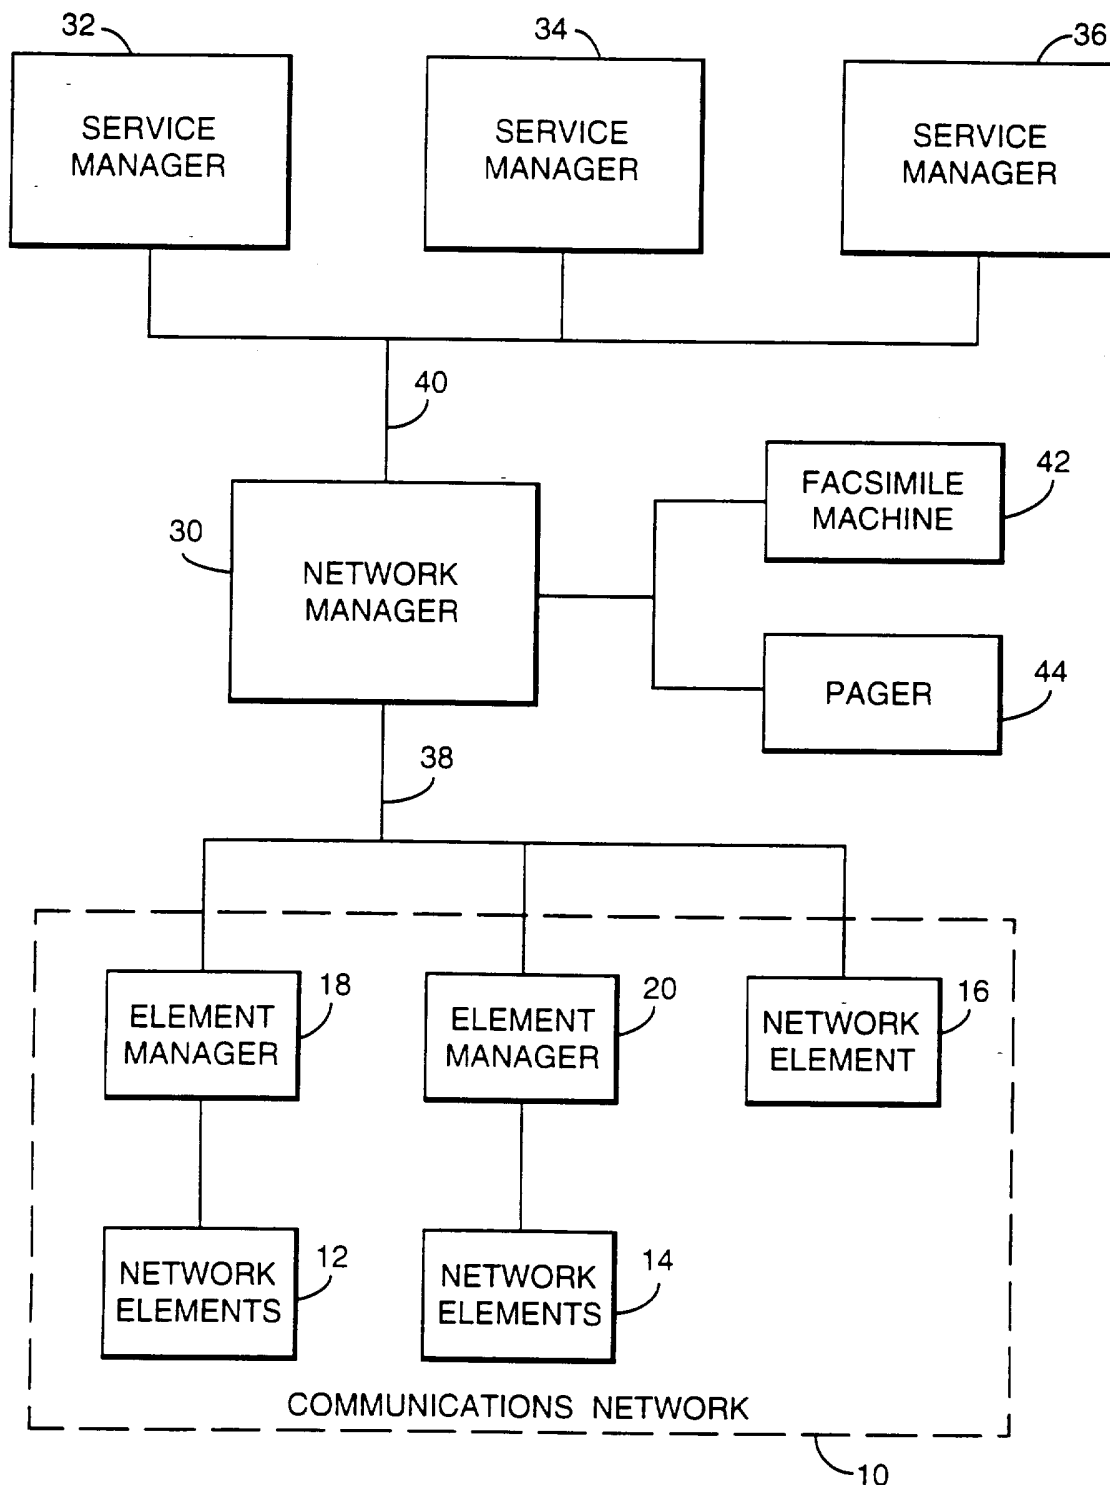 32
34
36
SERVICE
MANAGER
SERVICE
MANAGER
SERVICE
MANAGER
40
30
NETWORK
MANAGER
FACSIMILE
MACHINE
42
PAGER
44
38
ELEMENT
MANAGER
18
ELEMENT
MANAGER
20
NETWORK
ELEMENT
16
NETWORK
ELEMENTS
12
NETWORK
ELEMENTS
14
COMMUNICATIONS NETWORK
10